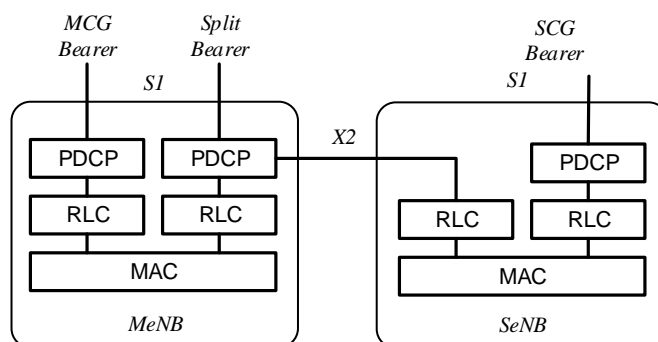 MCG
Bearer
Split
Bearer
SCG
Bearer
S1
S1
X2
PDCP
PDCP
PDCP
RLC
RLC
RLC
RLC
MAC
MAC
MeNB
SeNB